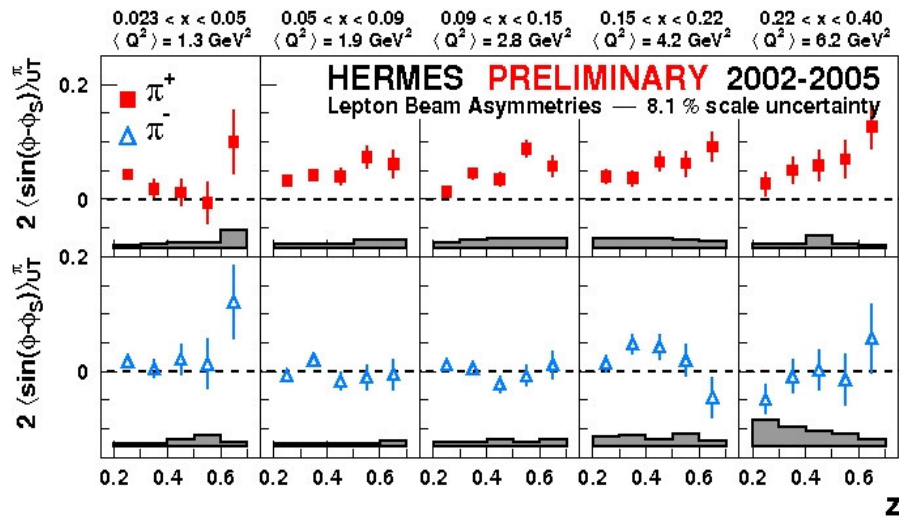 0.023 < x < 0.05 0.05 < x < 0.09 0.09 < x < 0.15 0.15 < x < 0.22 0.22 < x < 0.40
⟨ Q² ⟩ = 1.3 GeV² ⟨ Q² ⟩ = 1.9 GeV² ⟨ Q² ⟩ = 2.8 GeV² ⟨ Q² ⟩ = 4.2 GeV² ⟨ Q² ⟩ = 6.2 GeV²
HERMES PRELIMINARY 2002-2005
Lepton Beam Asymmetries — 8.1 % scale uncertainty
π⁺
π⁻
2 ⟨sin(ϕ-ϕ_S)⟩^π_UT
0.2
0
2 ⟨sin(ϕ-ϕ_S)⟩^π_UT
0.2
0
0.2 0.4 0.6 0.2 0.4 0.6 0.2 0.4 0.6 0.2 0.4 0.6 0.2 0.4 0.6
z